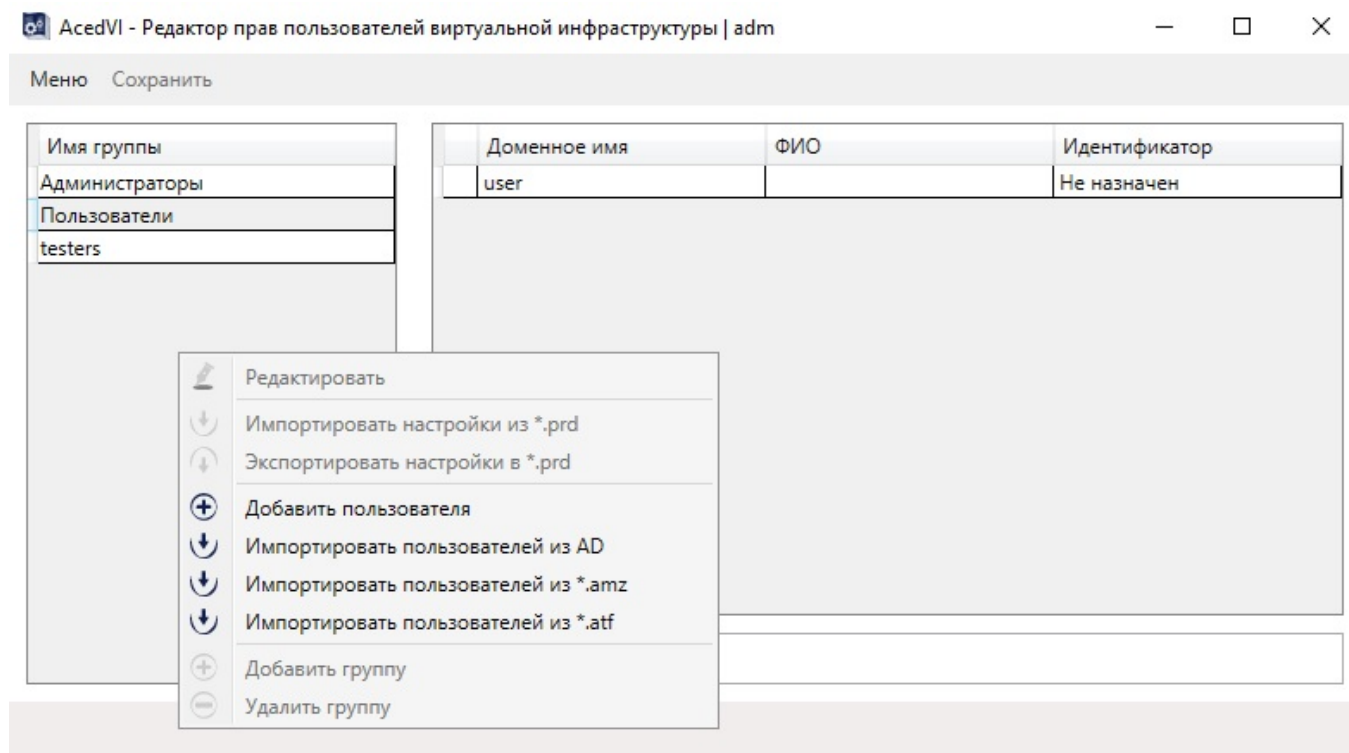 AcedVI - Редактор прав пользователей виртуальной инфраструктуры | adm
Меню Сохранить
Имя группы
Администраторы
Пользователи
testers
Доменное имя ФИО Идентификатор
user Не назначен
Редактировать
Импортировать настройки из *.prd
Экспортировать настройки в *.prd
Добавить пользователя
Импортировать пользователей из AD
Импортировать пользователей из *.amz
Импортировать пользователей из *.atf
Добавить группу
Удалить группу